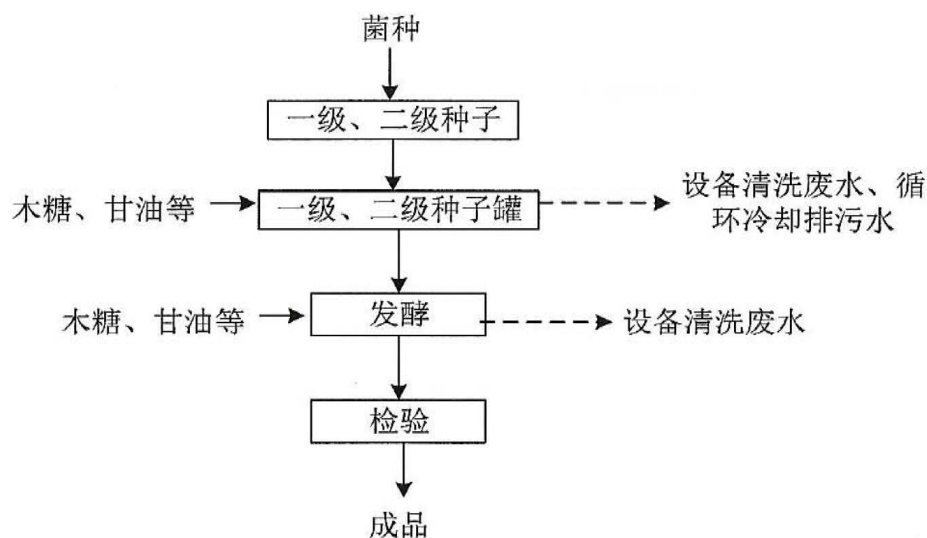 菌种
一级、二级种子
木糖、甘油等
一级、二级种子罐
设备清洗废水、循
环冷却排污水
木糖、甘油等
发酵
设备清洗废水
检验
成品